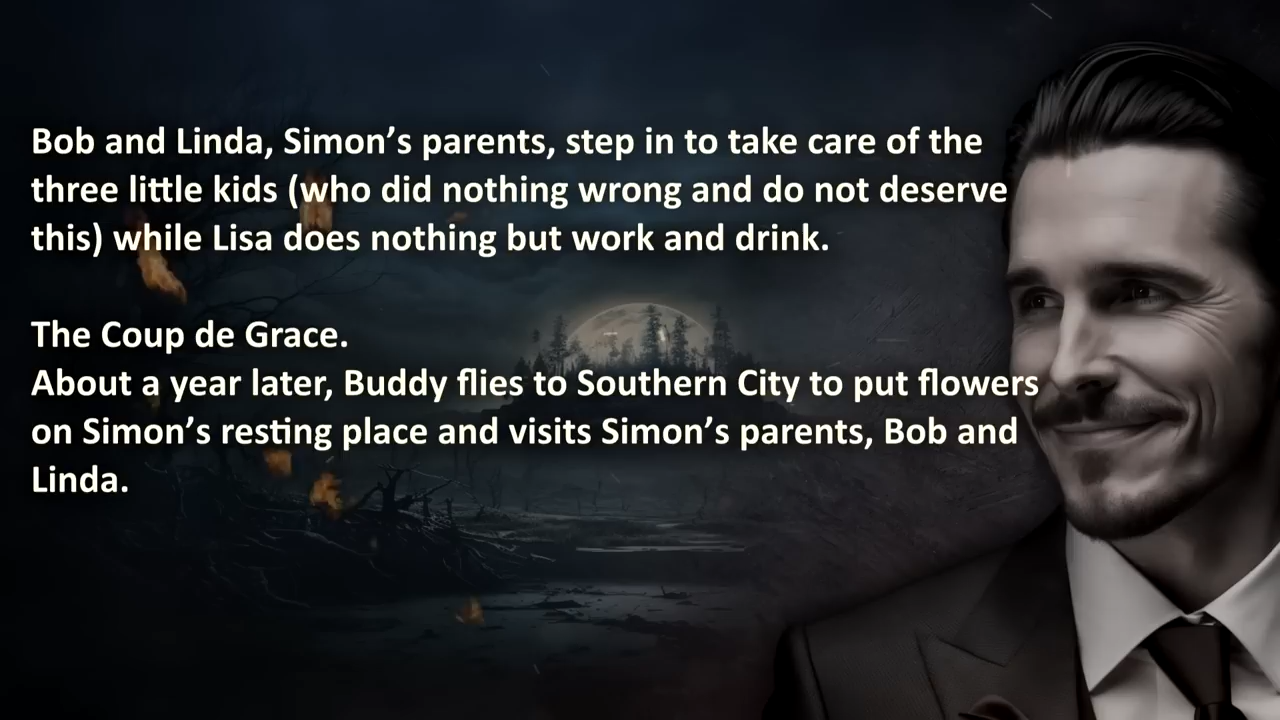 Bob and Linda, Simon’s parents, step in to take care of the
three little kids (who did nothing wrong and do not deserve
this) while Lisa does nothing but work and drink.
The Coup de Grace.
About a year later, Buddy flies to Southern City to put flowers
on Simon’s resting place and visits Simon’s parents, Bob and
Linda.